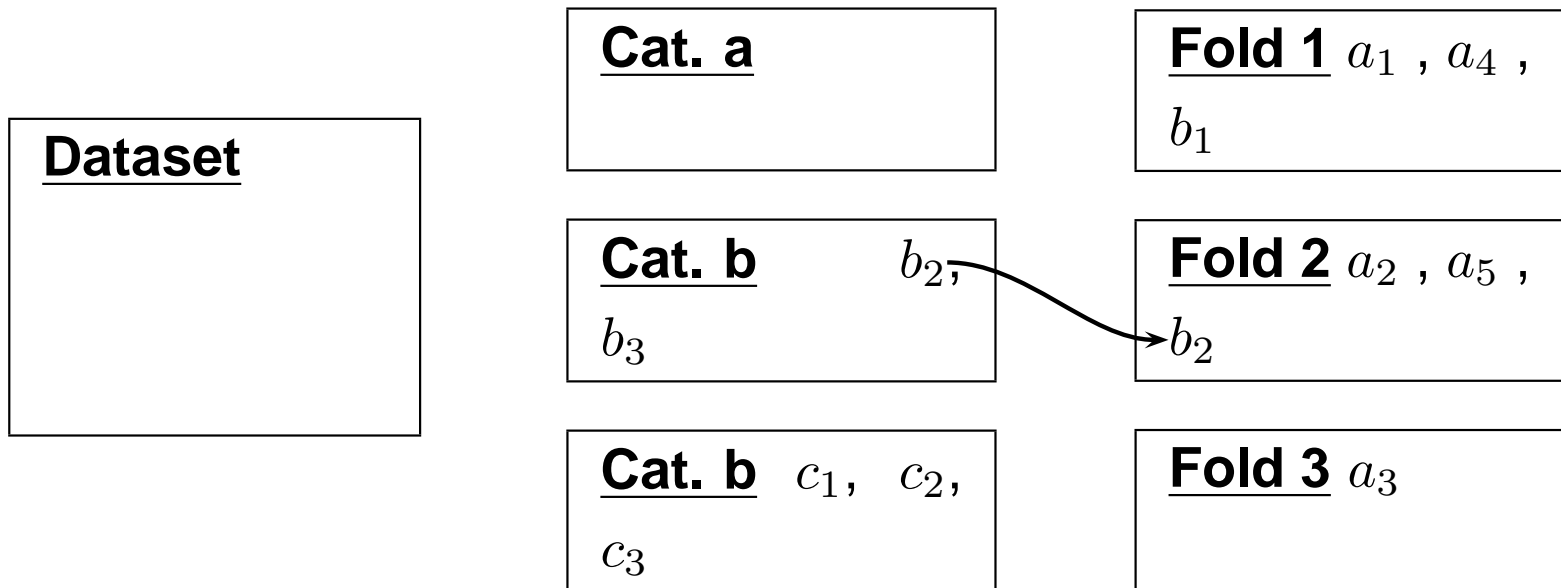 Dataset
Cat. a
Cat. b b₂,
b₃
Cat. b c₁, c₂,
c₃
Fold 1 a₁ , a₄ ,
b₁
Fold 2 a₂ , a₅ ,
b₂
Fold 3 a₃